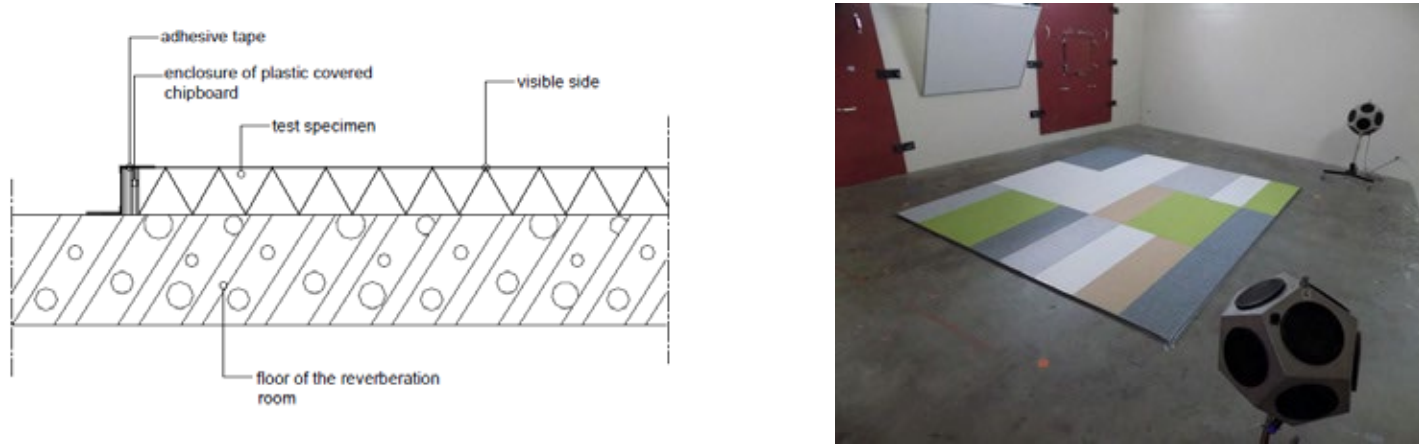 adhesive tape
enclosure of plastic covered
chipboard
visible side
test specimen
floor of the reverberation
room